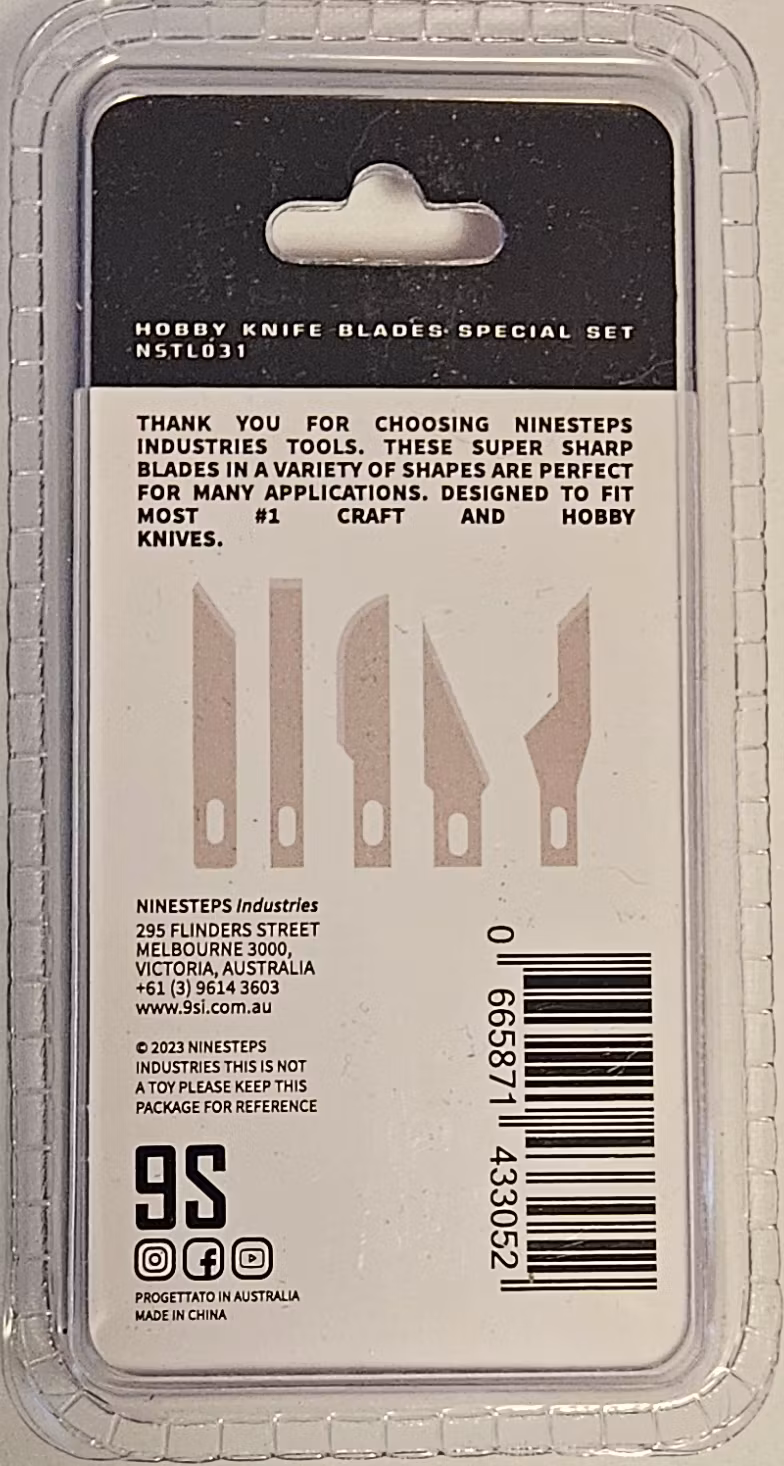 HOBBY KNIFE BLADES SPECIAL SET
NSTL031
THANK YOU FOR CHOOSING NINESTEPS
INDUSTRIES TOOLS. THESE SUPER SHARP
BLADES IN A VARIETY OF SHAPES ARE PERFECT
FOR MANY APPLICATIONS. DESIGNED TO FIT
MOST #1 CRAFT AND HOBBY
KNIVES.
NINESTEPS Industries
295 FLINDERS STREET
MELBOURNE 3000,
VICTORIA, AUSTRALIA
+61 (3) 9614 3603
www.9si.com.au
© 2023 NINESTEPS
INDUSTRIES THIS IS NOT
A TOY PLEASE KEEP THIS
PACKAGE FOR REFERENCE
9S
PROGETTATO IN AUSTRALIA
MADE IN CHINA
0 665871 433052